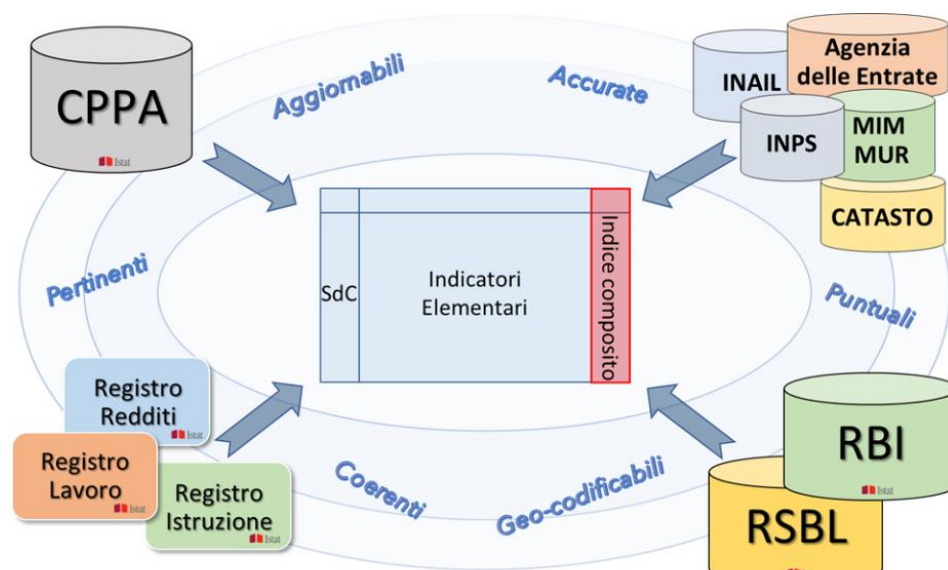 CPPA
Istat
Aggiornabili
Accurate
INAIL
Agenzia
delle Entrate
INPS
MIM
MUR
CATASTO
Pertinenti
SdC
Indicatori
Elementari
Indice composito
Puntuali
Registro
Redditi
Istat
Registro
Lavoro
Istat
Registro
Istruzione
Istat
Coerenti
Geo-codificabili
RBI
Istat
RSBL